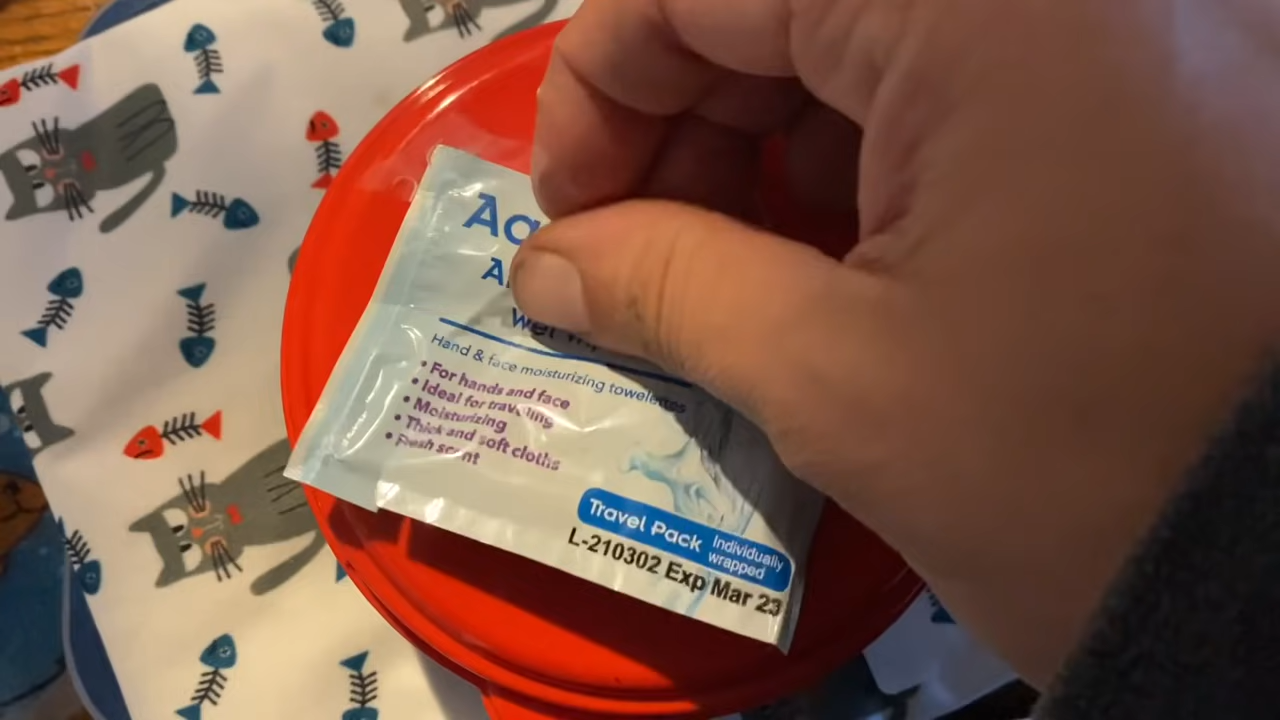 wet
Hand & face moisturizing towelettes
• For hands and face
• Ideal for traveling
• Moisturizing
• Thick and soft cloths
• Fresh scent
Travel Pack Individually wrapped
L-210302 Exp Mar 23